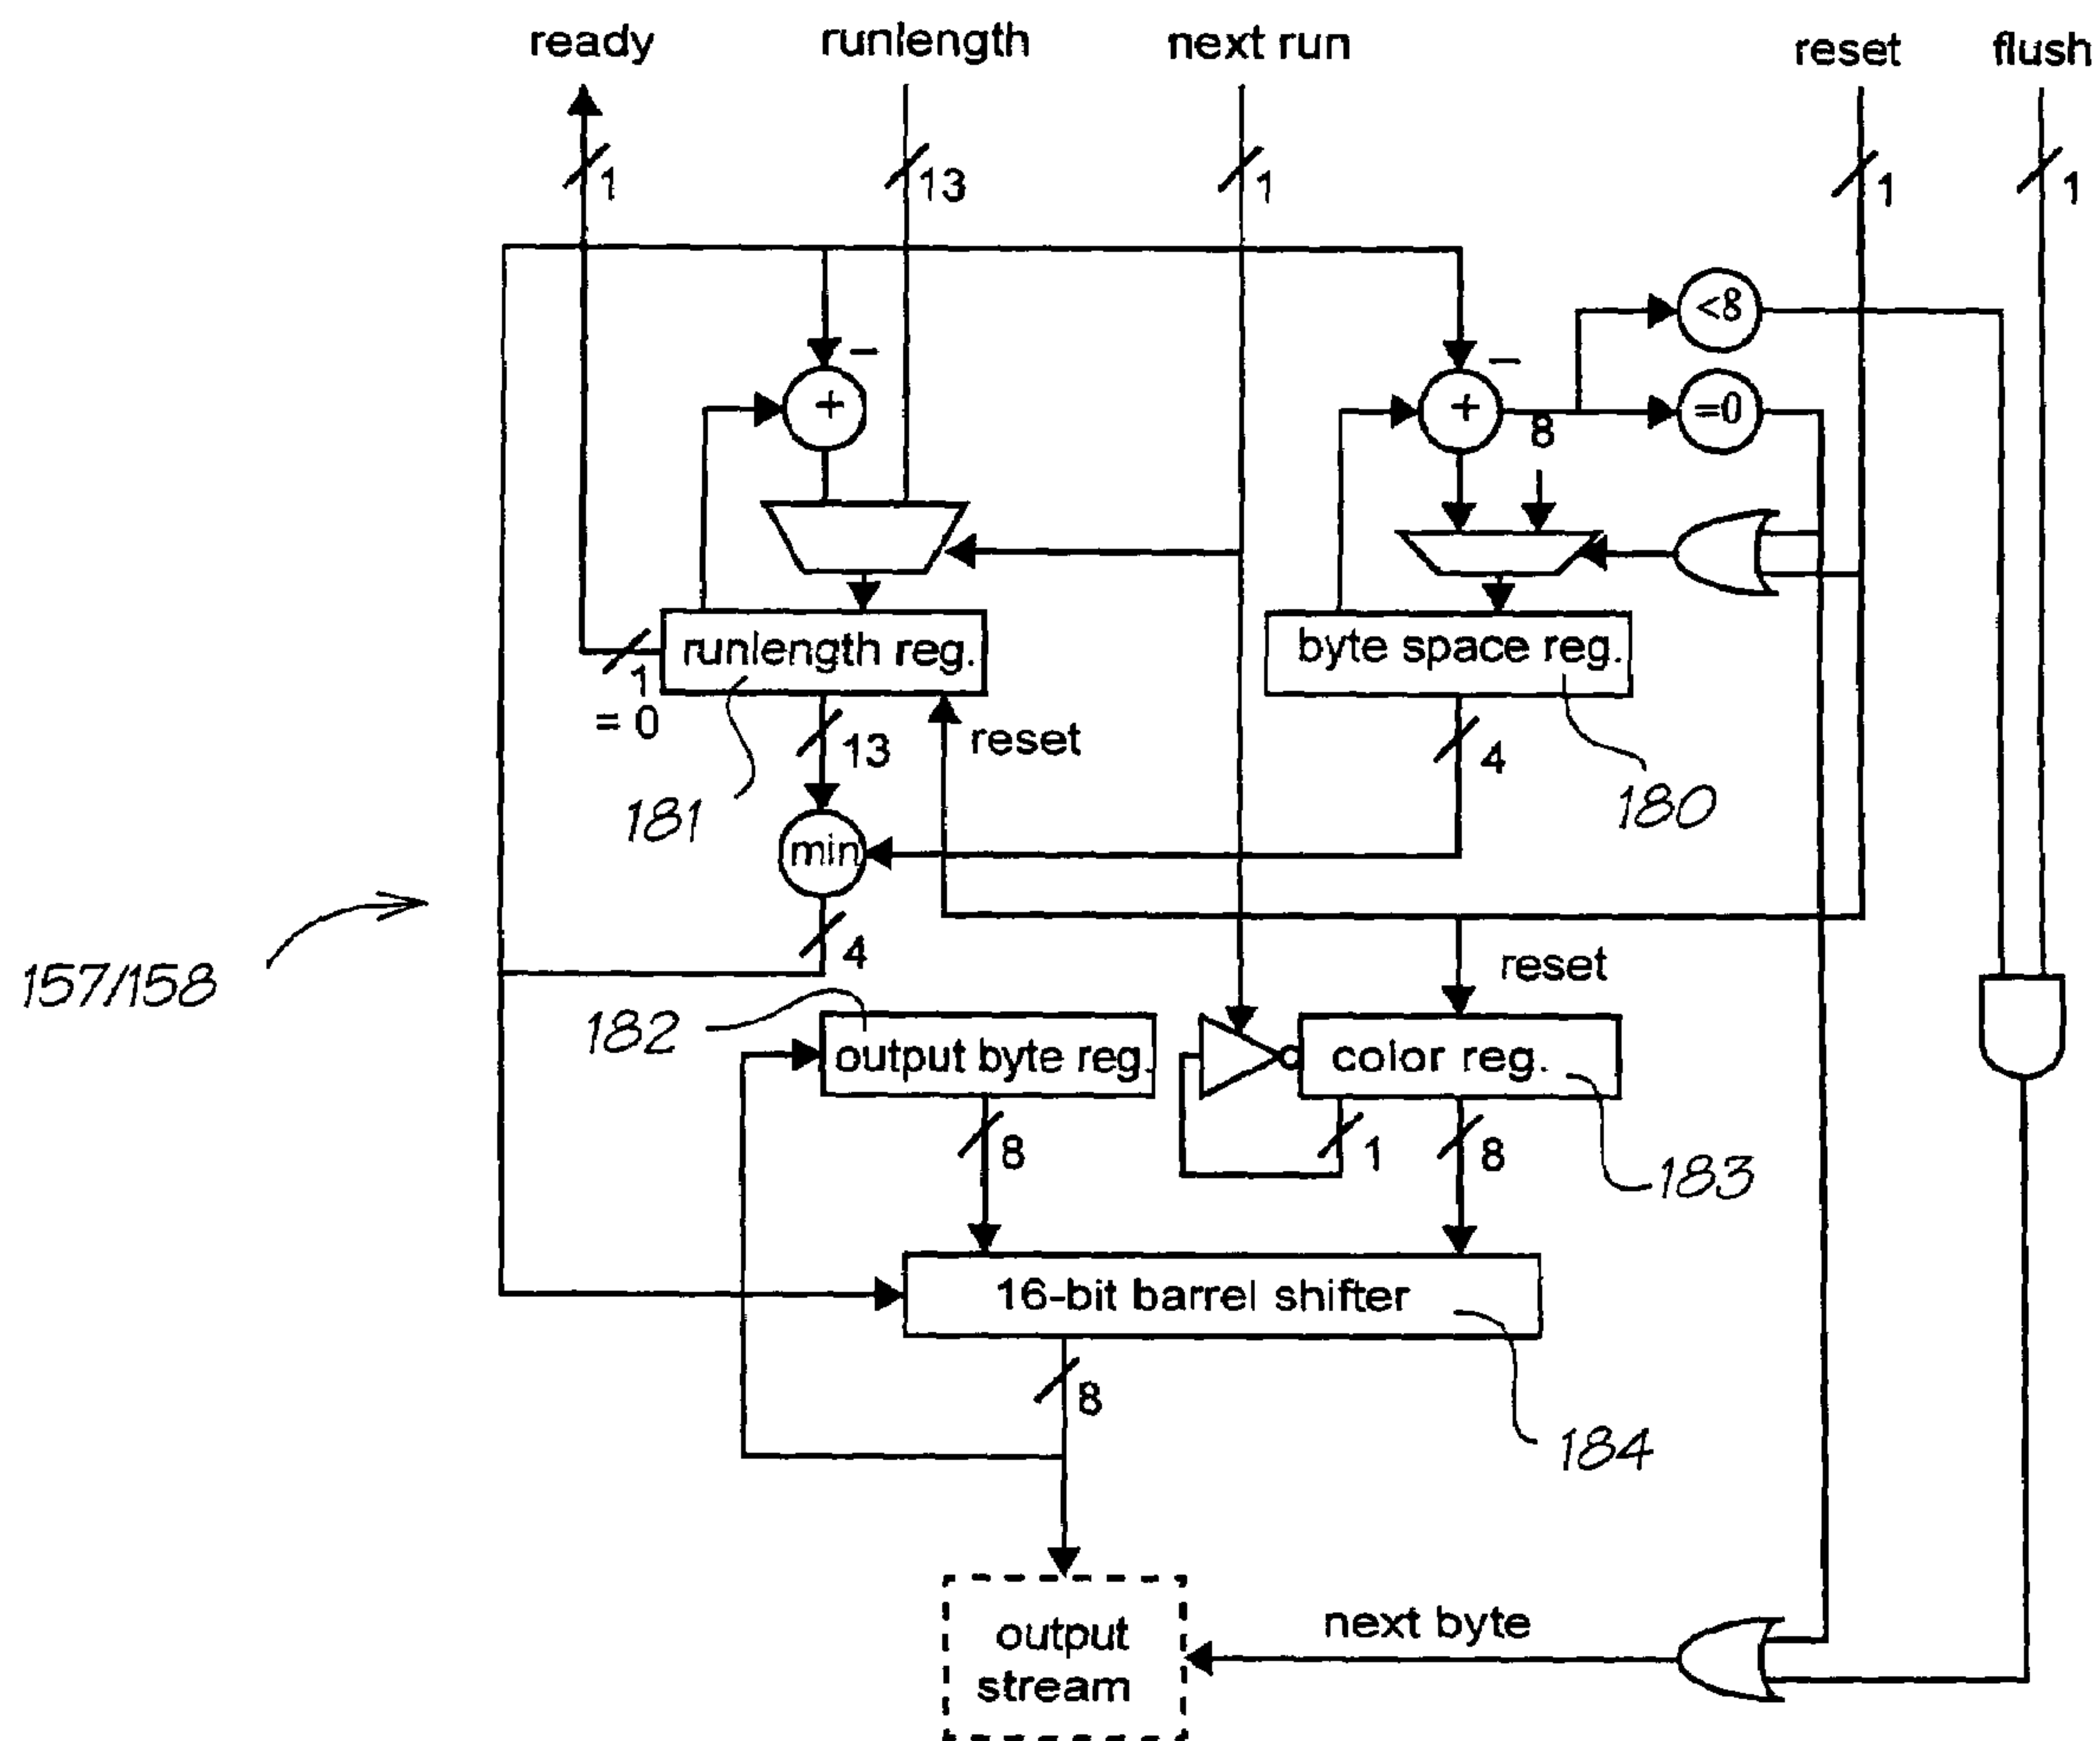 ready
runlength
next run
reset
flush
1
13
1
1
1
<8
−
−
+
+
8
=0
runlength reg.
byte space reg.
1
= 0
13
reset
4
181
180
min
4
157/158
reset
182
output byte reg.
color reg.
8
1
8
183
16-bit barrel shifter
8
184
output
stream
next byte